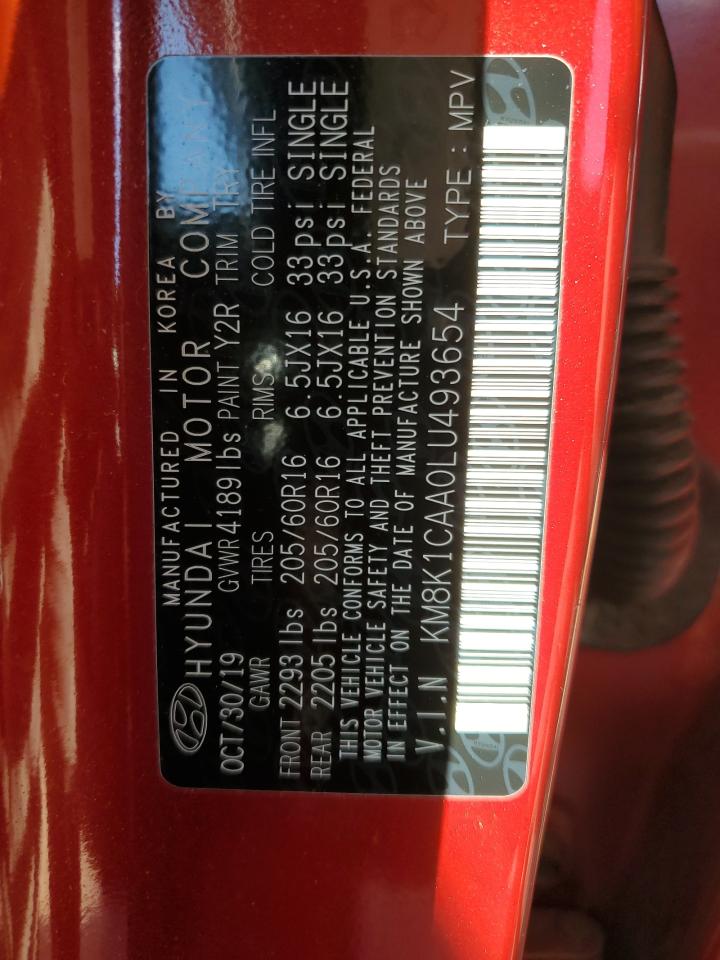 MANUFACTURED IN KOREA BY
HYUNDAI MOTOR COMPANY
OCT/30/19 GVWR 4189lbs PAINT Y2R TRIM TRY
GAWR TIRES RIMS COLD TIRE INFL
FRONT 2293 lbs 205/60R16 6.5JX16 33psi SINGLE
REAR 2205 lbs 205/60R16 6.5JX16 33psi SINGLE
THIS VEHICLE CONFORMS TO ALL APPLICABLE U.S.A. FEDERAL
MOTOR VEHICLE SAFETY AND THEFT PREVENTION STANDARDS
IN EFFECT ON THE DATE OF MANUFACTURE SHOWN ABOVE
V.I.N KM8K1CAA0LU493654 TYPE : MPV